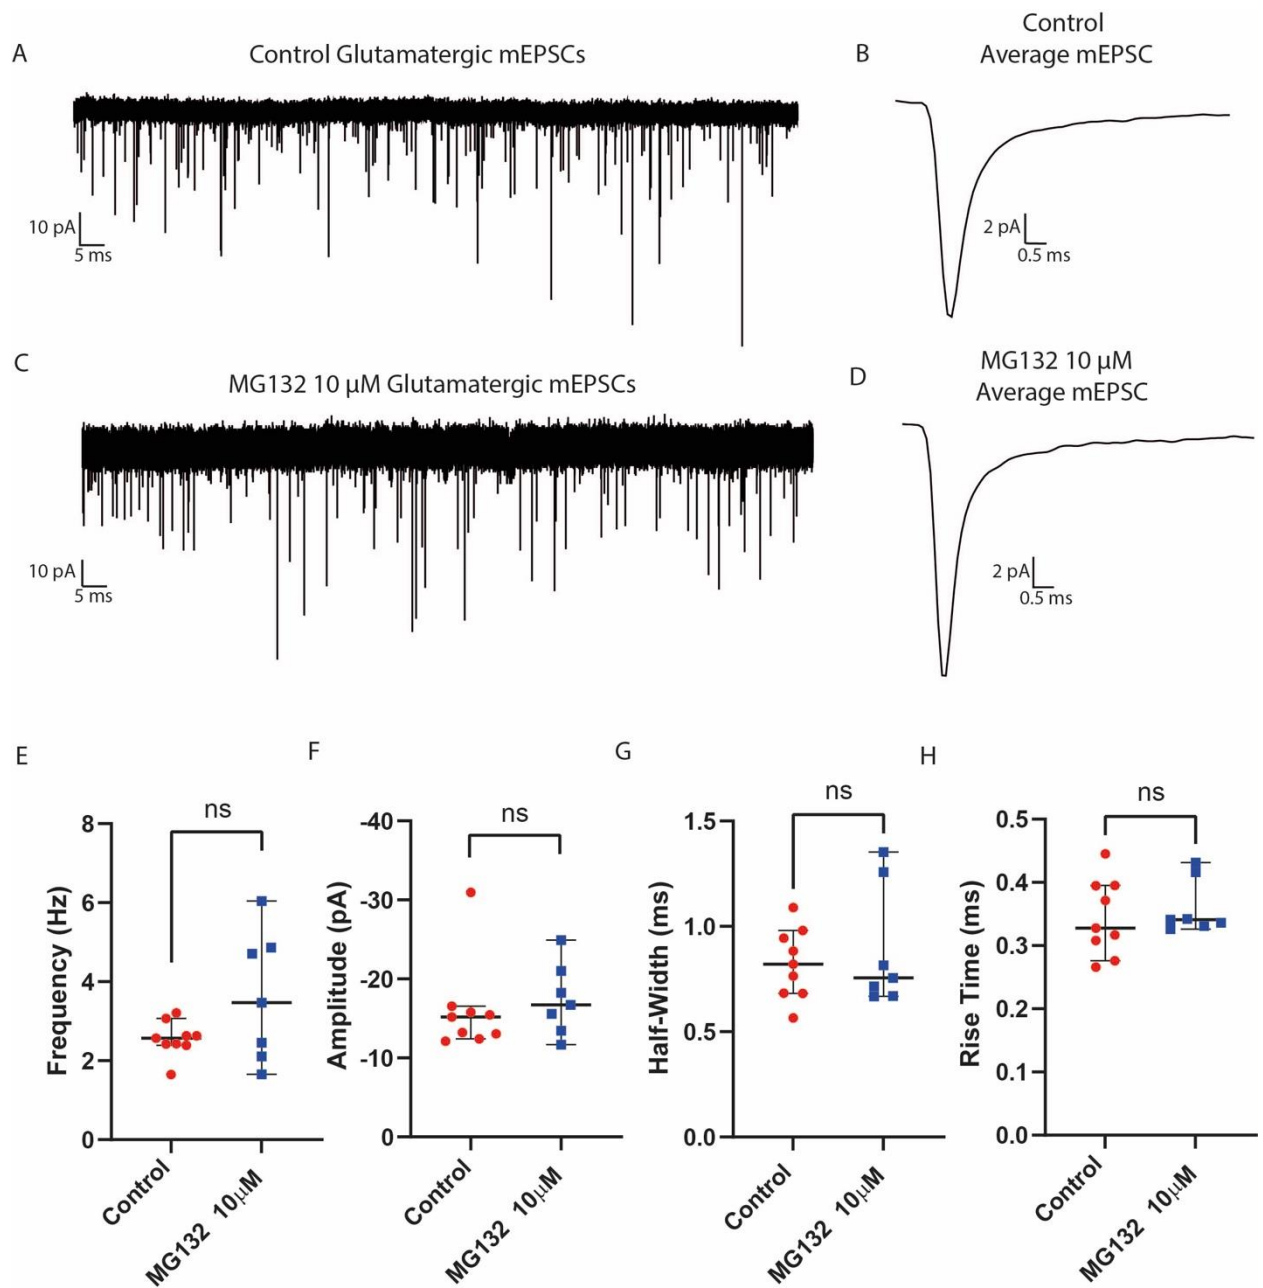 A
Control Glutamatergic mEPSCs
B
Control
Average mEPSC
10 pA
5 ms
2 pA
0.5 ms
C
MG132 10 μM Glutamatergic mEPSCs
D
MG132 10 μM
Average mEPSC
10 pA
5 ms
2 pA
0.5 ms
E
ns
Frequency (Hz)
8
6
4
2
0
Control
MG132 10μM
F
ns
Amplitude (pA)
-40
-30
-20
-10
0
Control
MG132 10μM
G
ns
Half-Width (ms)
1.5
1.0
0.5
0.0
Control
MG132 10μM
H
ns
Rise Time (ms)
0.5
0.4
0.3
0.2
0.1
0.0
Control
MG132 10μM